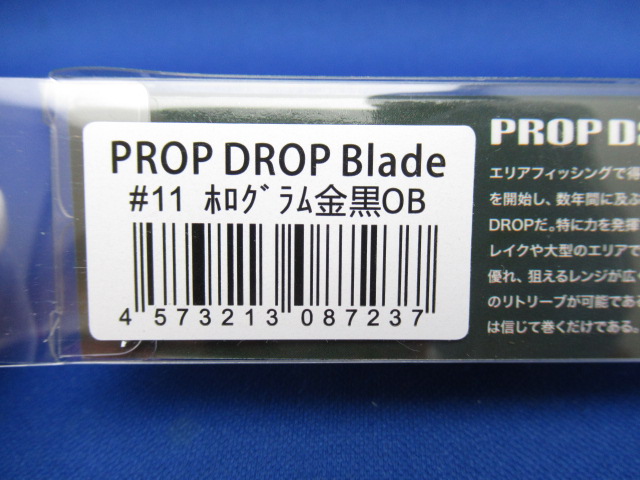 PROP DROP Blade
#11 ﾎﾛｸﾞﾗﾑ金黒OB
4 573213 087237
PROP D
エリアフィッシングで得
を開始し、数年間に及ぶ
DROPだ。特に力を発揮
レイクや大型のエリアで
優れ、狙えるレンジが広
のリトリーブが可能であ
は信じて巻くだけである。